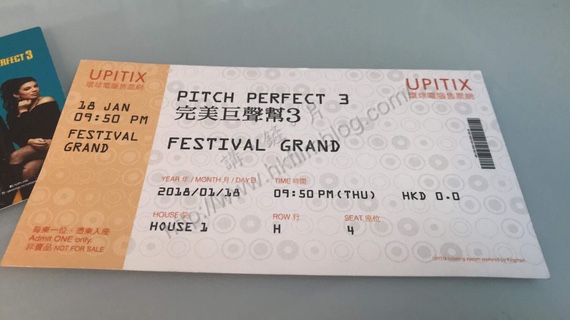 RFECT 3
UPITIX
環球電腦售票網
18 JAN
09:50 PM
FESTIVAL
GRAND
每票一位，憑票入座
Admit ONE only.
非賣品 NOT FOR SALE
UPITIX
環球電腦售票網
PITCH PERFECT 3
完美巨聲幫3
FESTIVAL GRAND
YEAR 年 / MONTH 月 / DAY 日 TIME 時間
2018/01/18 09:50 PM(THU) HKD 0.0
HOUSE 院 ROW 行 SEAT 座位
HOUSE 1 H 4